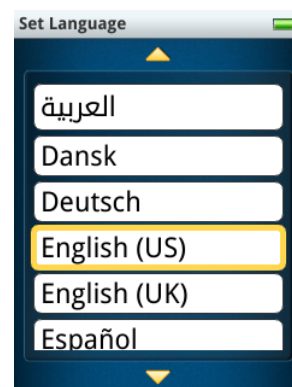 Set Language
العربية
Dansk
Deutsch
English (US)
English (UK)
Español